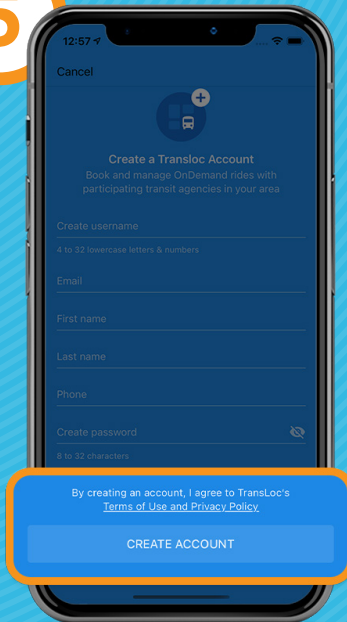 12:57
Cancel
Create a Transloc Account
Book and manage OnDemand rides with
participating transit agencies in your area
Create username
4 to 32 lowercase letters & numbers
Email
First name
Last name
Phone
Create password
8 to 32 characters
By creating an account, I agree to TransLoc's
Terms of Use and Privacy Policy
CREATE ACCOUNT